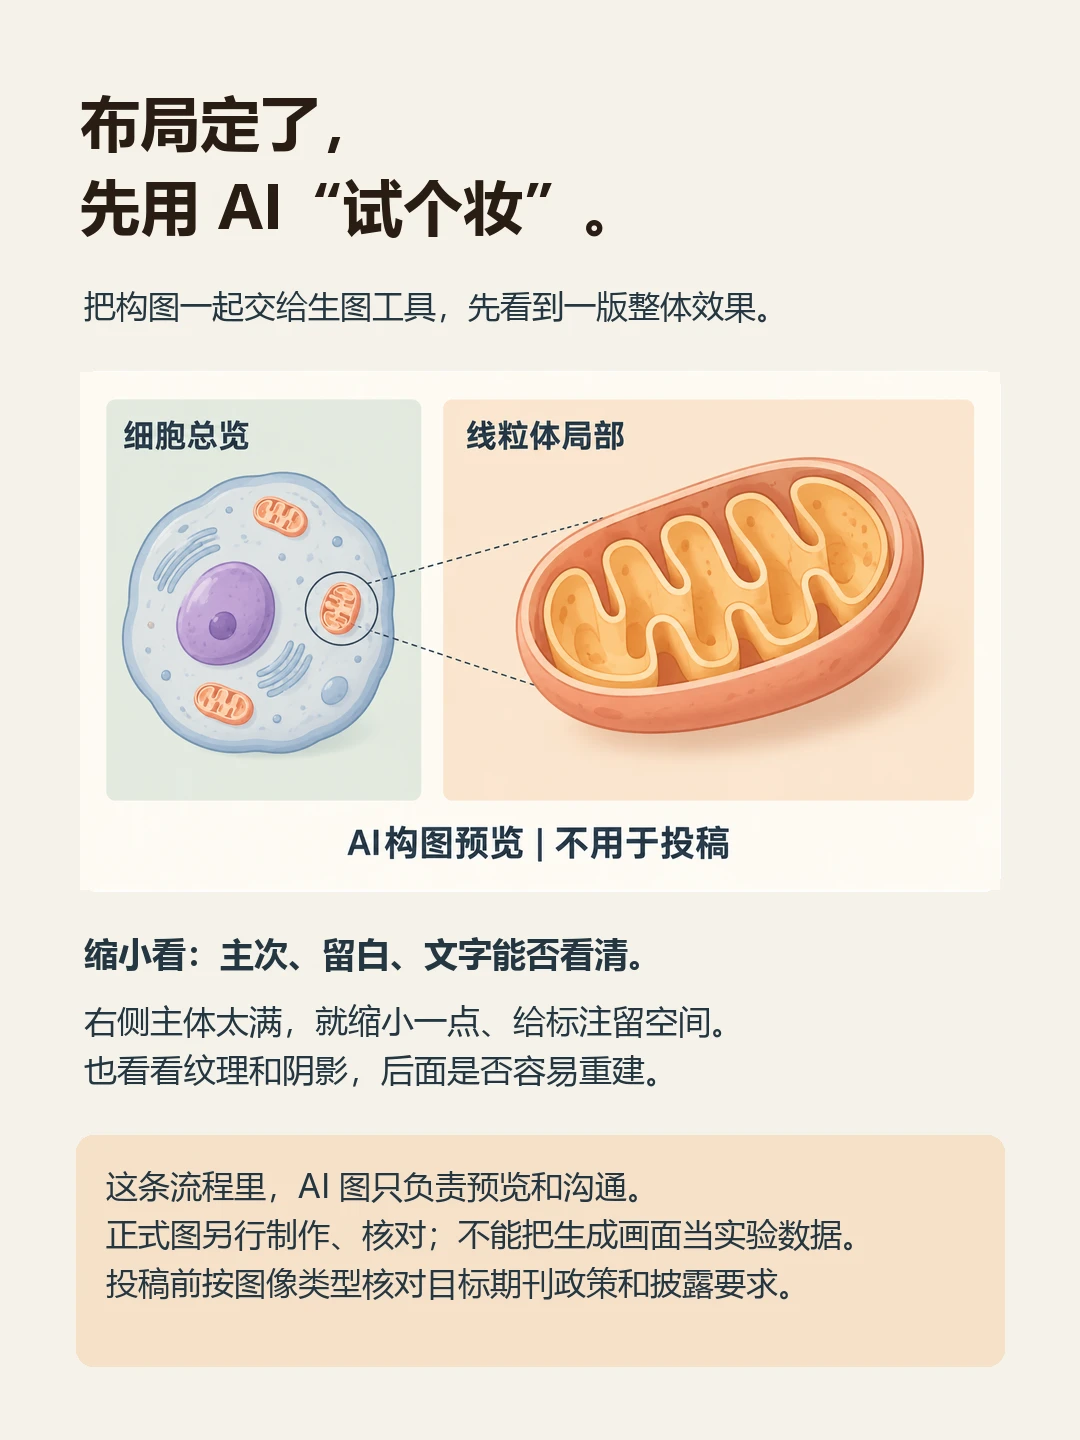 布局定了，
先用 AI “试个妆” 。
把构图一起交给生图工具，先看到一版整体效果。
细胞总览
线粒体局部
AI构图预览 | 不用于投稿
缩小看：主次、留白、文字能否看清。
右侧主体太满，就缩小一点、给标注留空间。
也看看纹理和阴影，后面是否容易重建。
这条流程里，AI 图只负责预览和沟通。
正式图另行制作、核对；不能把生成画面当实验数据。
投稿前按图像类型核对目标期刊政策和披露要求。